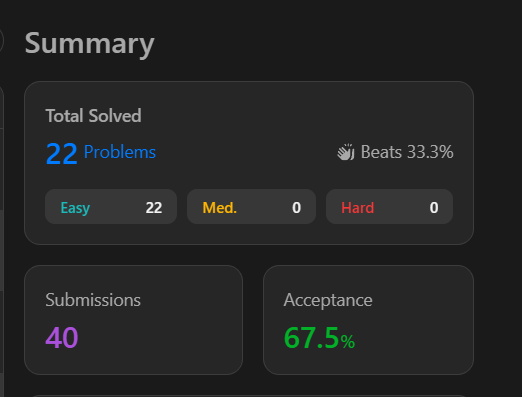 Summary
Total Solved
22 Problems
Beats 33.3%
Easy 22
Med. 0
Hard 0
Submissions
40
Acceptance
67.5%